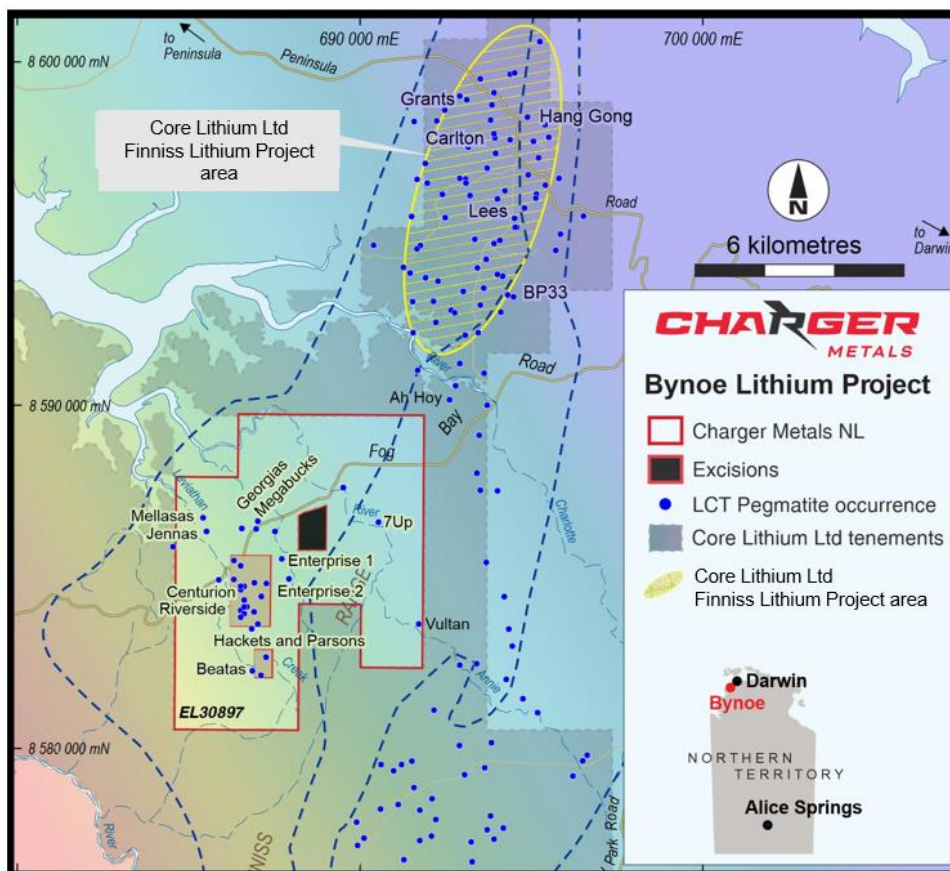 to
Peninsula
690 000 mE
700 000 mE
8 600 000 mN
Peninsula
Grants
Hang Gong
Core Lithium Ltd
Finniss Lithium Project
area
Carlton
N
Lees
Road
to
Darwin
6 kilometres
BP33
CHARGER
METALS
Bynoe Lithium Project
Charger Metals NL
Excisions
LCT Pegmatite occurrence
Core Lithium Ltd tenements
Core Lithium Ltd
Finniss Lithium Project area
River
Road
Ah Hoy
Bay
8 590 000 mN
Fog
Leviathan
Georgias
Megabucks
Mellasas
Jennas
River
7Up
Charlotte
Enterprise 1
Centurion
Enterprise 2
Riverside
RANGE
Hackets and Parsons
Vultan
Beatas
Creek
Annie
EL30897
Darwin
Bynoe
NORTHERN
TERRITORY
Alice Springs
8 580 000 mN
River
NISS
Park Road